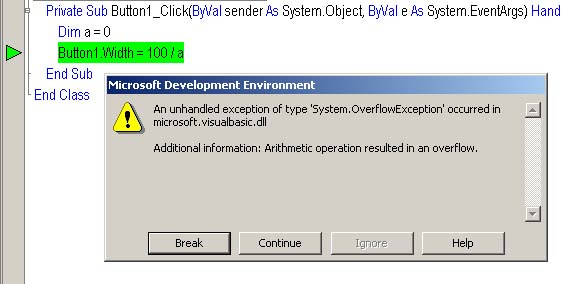 Private Sub Button1_Click(ByVal sender As System.Object, ByVal e As System.EventArgs) Hand
Dim a = 0
Button1.Width = 100 / a
End Sub
End Class
Microsoft Development Environment
An unhandled exception of type 'System.OverflowException' occurred in
microsoft.visualbasic.dll
Additional information: Arithmetic operation resulted in an overflow.
Break
Continue
Ignore
Help